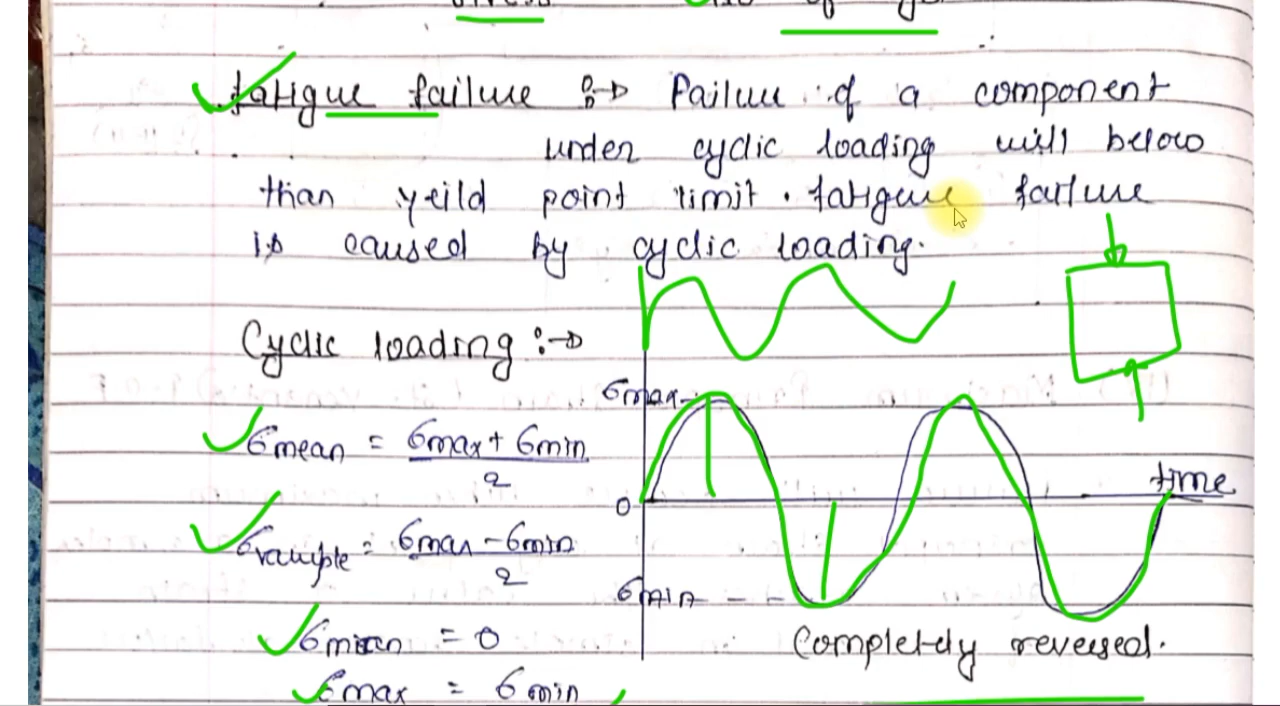 fatigue failure :→ Failure of a component
under cyclic loading will below
than yeild point limit. fatigue failure
is caused by cyclic loading.
Cyclic loading :→
σmax
σmean = σmax + σmin
2
time
0
σmax - σmin
2
σmin
Completely reversed.
= 0
σmax = σmin